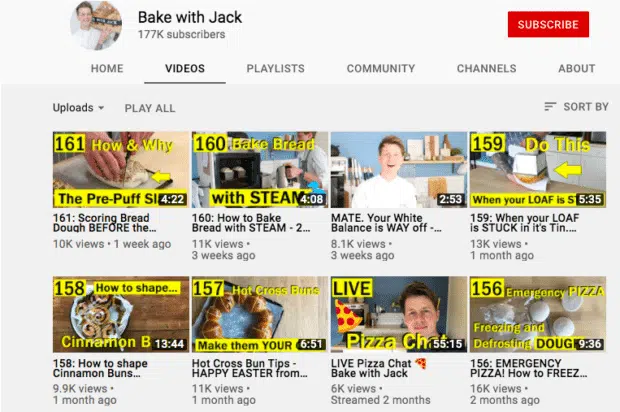 Bake with Jack
177K subscribers
SUBSCRIBE
HOME VIDEOS PLAYLISTS COMMUNITY CHANNELS ABOUT
Uploads PLAY ALL SORT BY
161 How & Why
The Pre-Puff Sl 4:22
161: Scoring Bread
Dough BEFORE the...
10K views • 1 week ago
160 Bake Bread
with STEAM 4:08
160: How to Bake
Bread with STEAM - 2...
11K views •
3 weeks ago
2:53
MATE. Your White
Balance is WAY off -...
8.1K views •
3 weeks ago
159 Do This
When your LOAF is S 5:35
159: When your LOAF
is STUCK in it's Tin....
13K views •
1 month ago
158 How to shape...
Cinnamon B 13:44
158: How to shape
Cinnamon Buns...
9.9K views •
1 month ago
157 Hot Cross Buns
Make them YOUR 6:51
Hot Cross Bun Tips -
HAPPY EASTER from...
11K views •
1 month ago
LIVE
Pizza Ch 55:15
LIVE Pizza Chat
Bake with Jack
6K views •
Streamed 2 months
156 Emergency PIZZA
Freezing and
Defrosting DOUG 9:36
156: EMERGENCY
PIZZA! How to FREEZ...
16K views •
2 months ago